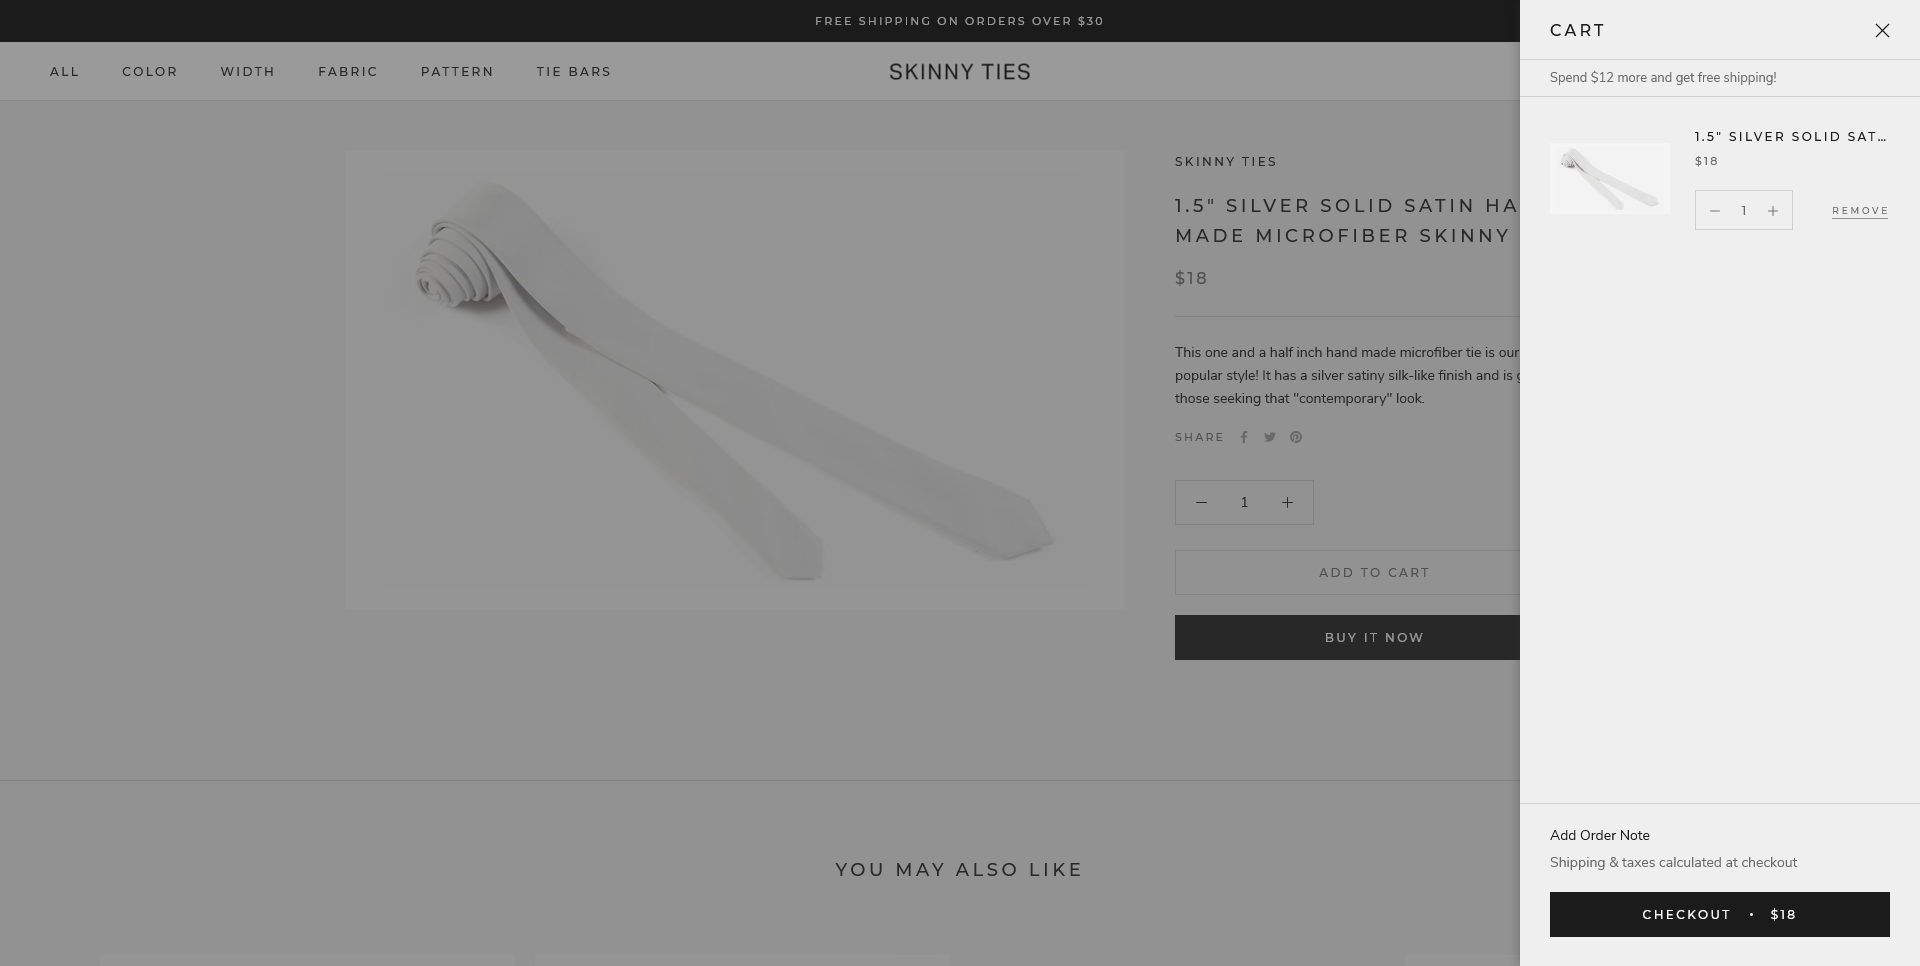 FREE SHIPPING ON ORDERS OVER $30
ALL COLOR WIDTH FABRIC PATTERN TIE BARS
SKINNY TIES
SKINNY TIES
1.5" SILVER SOLID SATIN HA
MADE MICROFIBER SKINNY
$18
This one and a half inch hand made microfiber tie is our
popular style! It has a silver satiny silk-like finish and is
those seeking that "contemporary" look.
SHARE
1
ADD TO CART
BUY IT NOW
YOU MAY ALSO LIKE
CART
Spend $12 more and get free shipping!
1.5" SILVER SOLID SAT…
$18
1
REMOVE
Add Order Note
Shipping & taxes calculated at checkout
CHECKOUT • $18